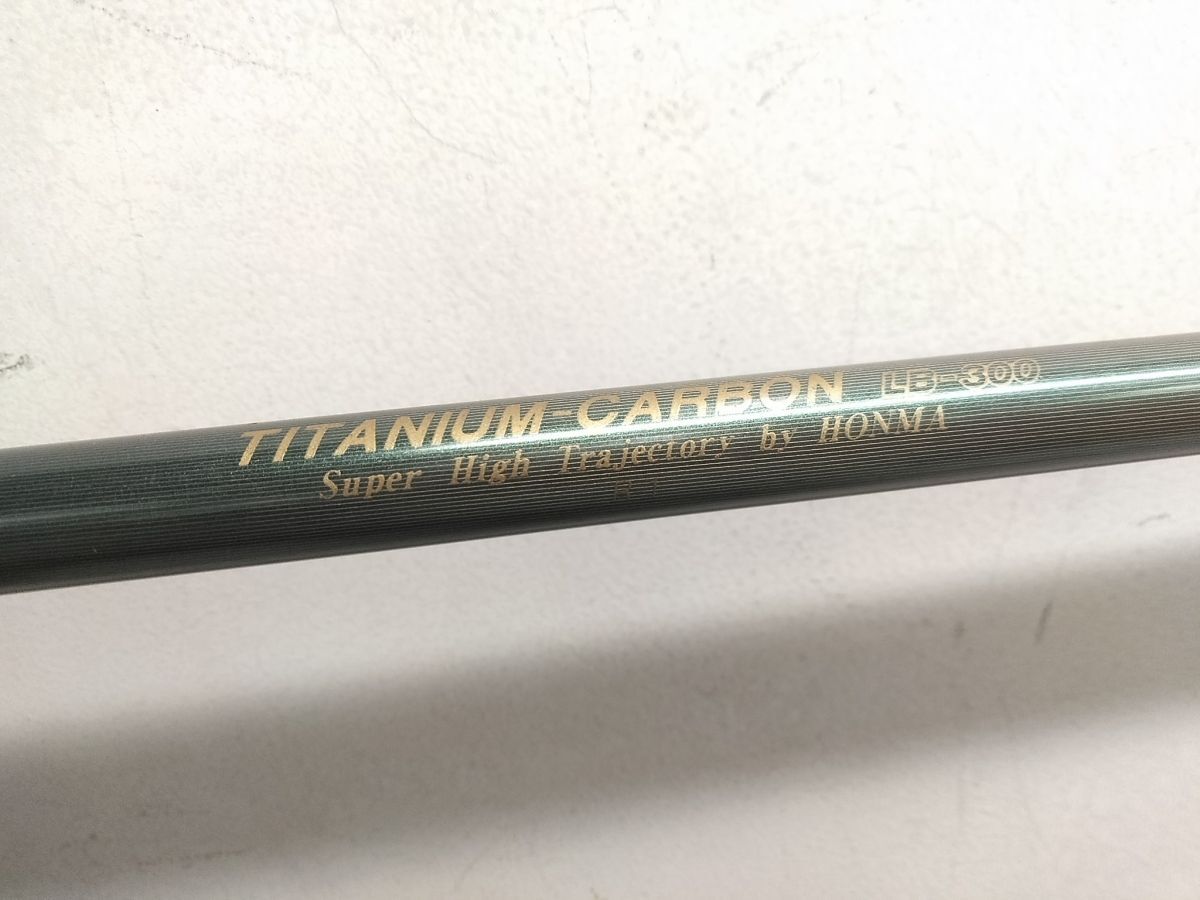 TITANIUM-CARBON LB-300
Super High Trajectory by HONMA